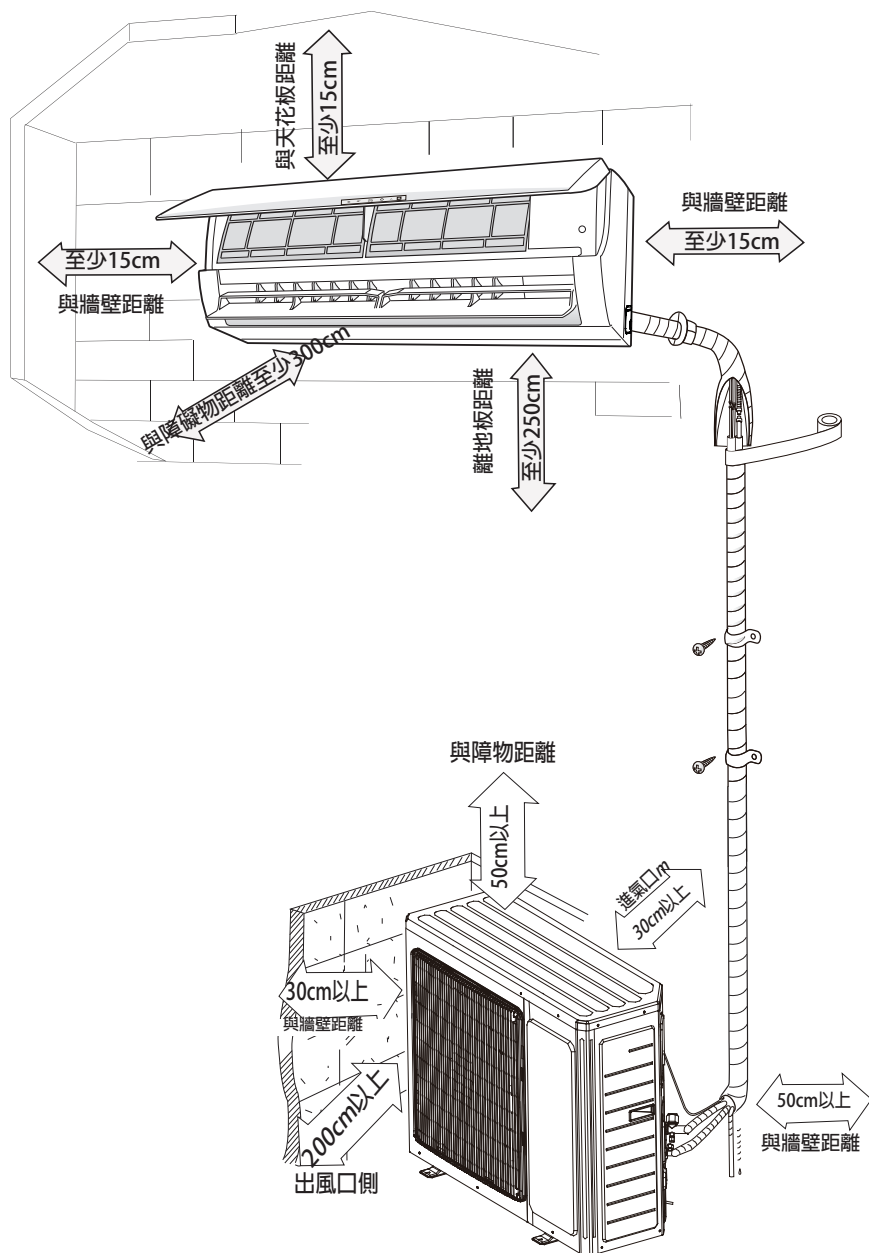 與天花板距離
至少15cm
與牆壁距離
至少15cm
至少15cm
與牆壁距離
與障礙物距離至少300cm
離地板距離
至少250cm
與障物距離
50cm以上
進氣口m
30cm以上
30cm以上
與牆壁距離
200cm以上
出風口側
50cm以上
與牆壁距離